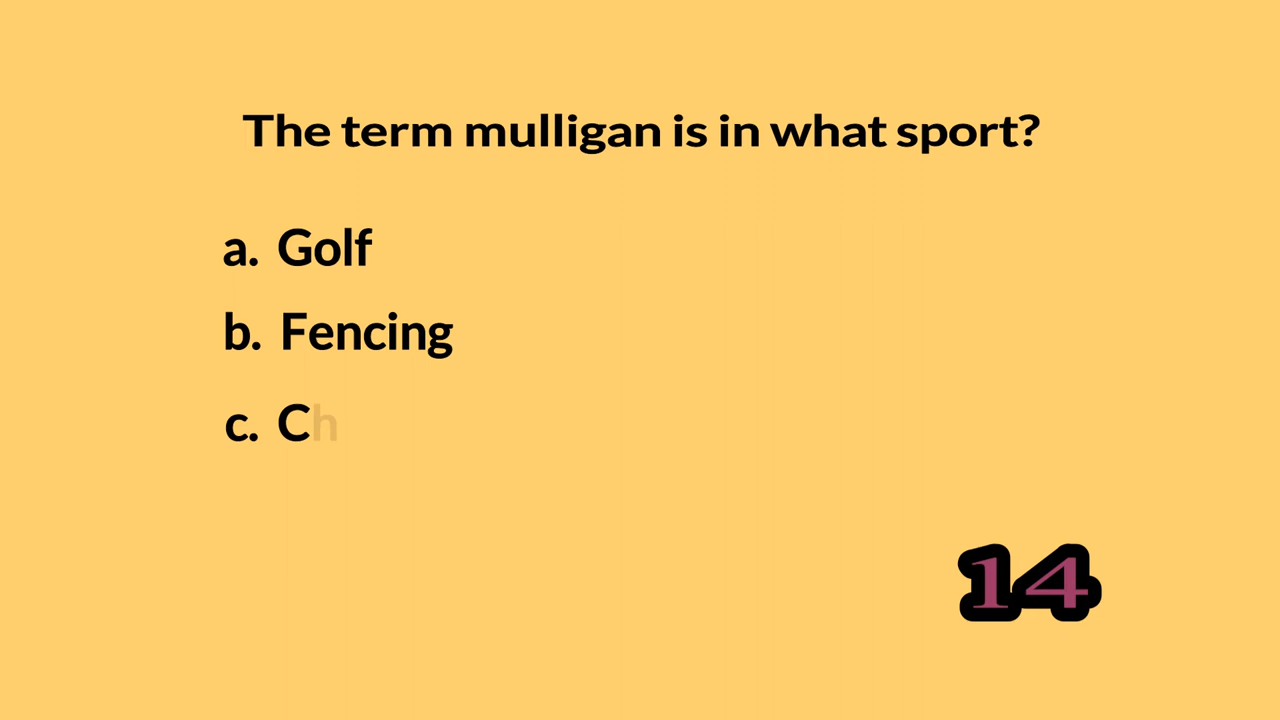 The term mulligan is in what sport?
a. Golf
b. Fencing
c. Ch
14